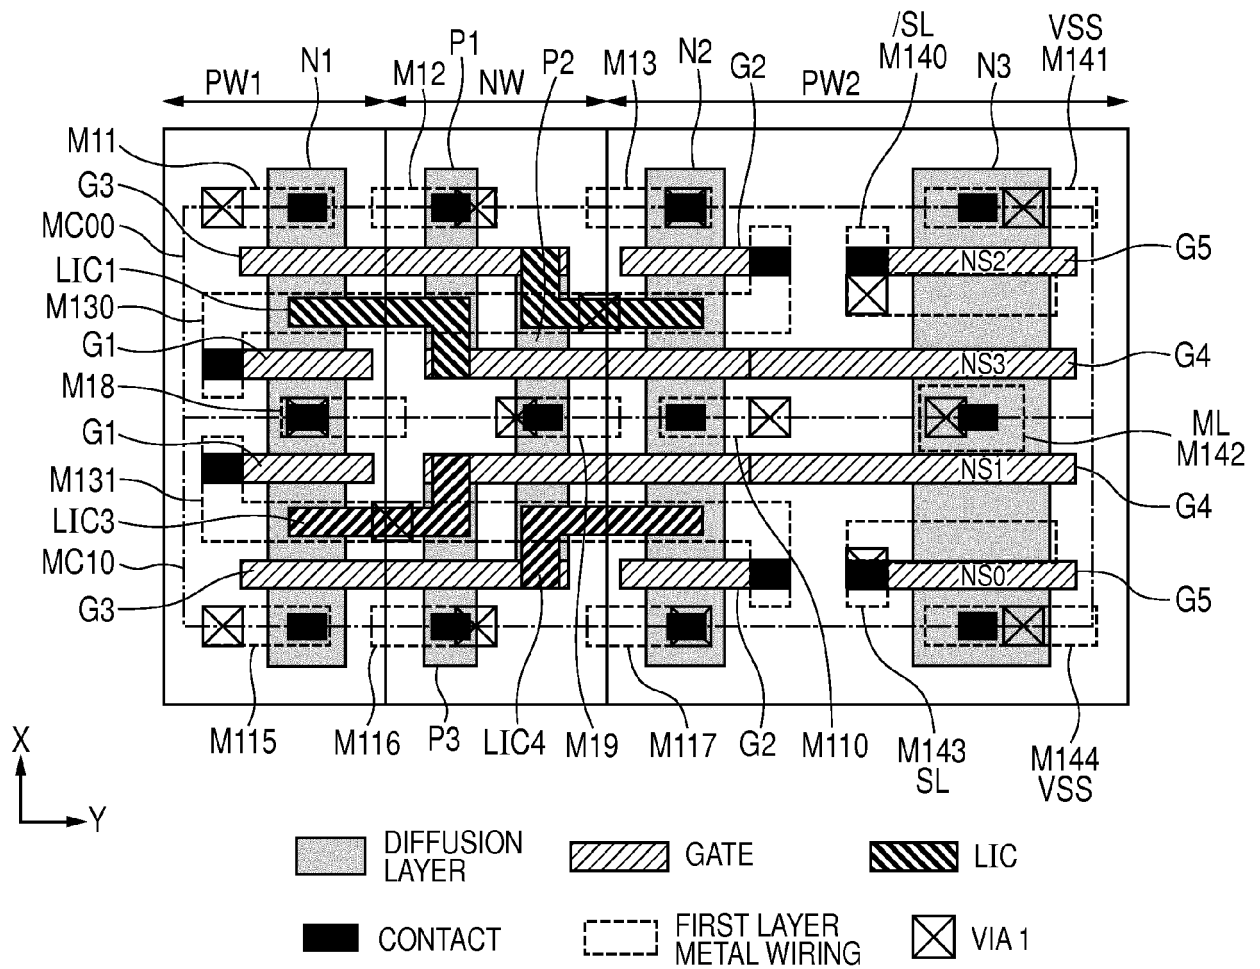 /SL
M140
VSS
M141
N1
P1
M12
P2
M13
N2
G2
N3
PW1
NW
PW2
M11
G3
MC00
LIC1
M130
G1
M18
G1
M131
LIC3
MC10
G3
NS2
NS3
NS1
NS0
G5
G4
ML
M142
G4
G5
M115
M116
P3
LIC4
M19
M117
G2
M110
M143
SL
M144
VSS
X
Y
DIFFUSION
LAYER
GATE
LIC
CONTACT
FIRST LAYER
METAL WIRING
VIA 1